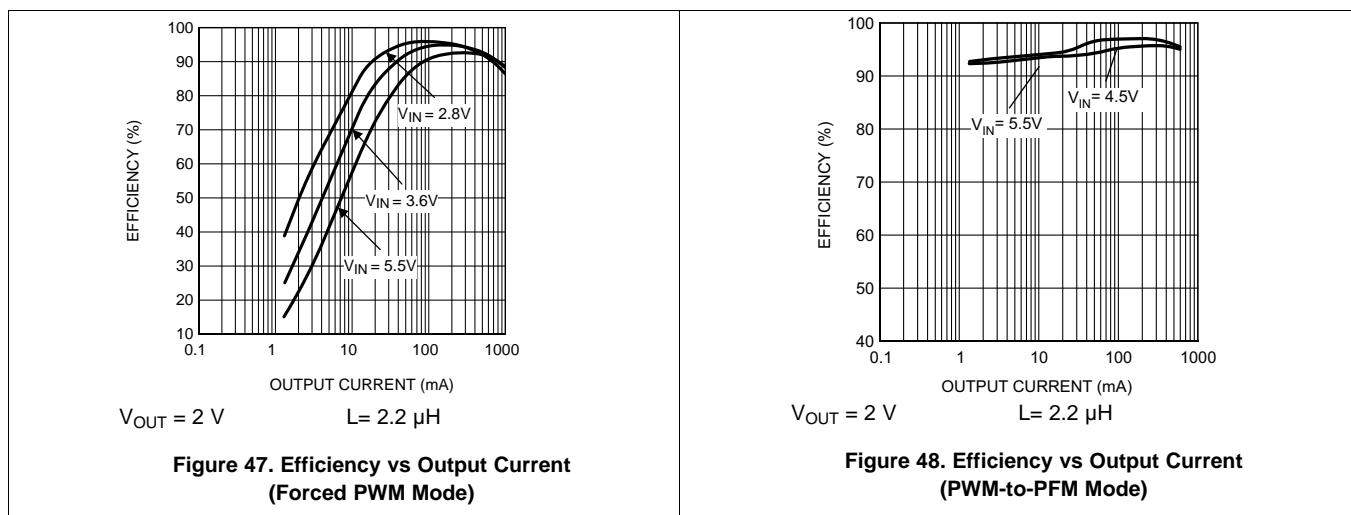 100
90
80
70
60
50
40
30
20
10
EFFICIENCY (%)
VIN = 2.8V
VIN = 3.6V
VIN = 5.5V
0.1 1 10 100 1000
OUTPUT CURRENT (mA)
VOUT = 2 V L= 2.2 µH
Figure 47. Efficiency vs Output Current
(Forced PWM Mode)
100
90
80
70
60
50
40
EFFICIENCY (%)
VIN = 4.5V
VIN = 5.5V
0.1 1 10 100 1000
OUTPUT CURRENT (mA)
VOUT = 2 V L= 2.2 µH
Figure 48. Efficiency vs Output Current
(PWM-to-PFM Mode)